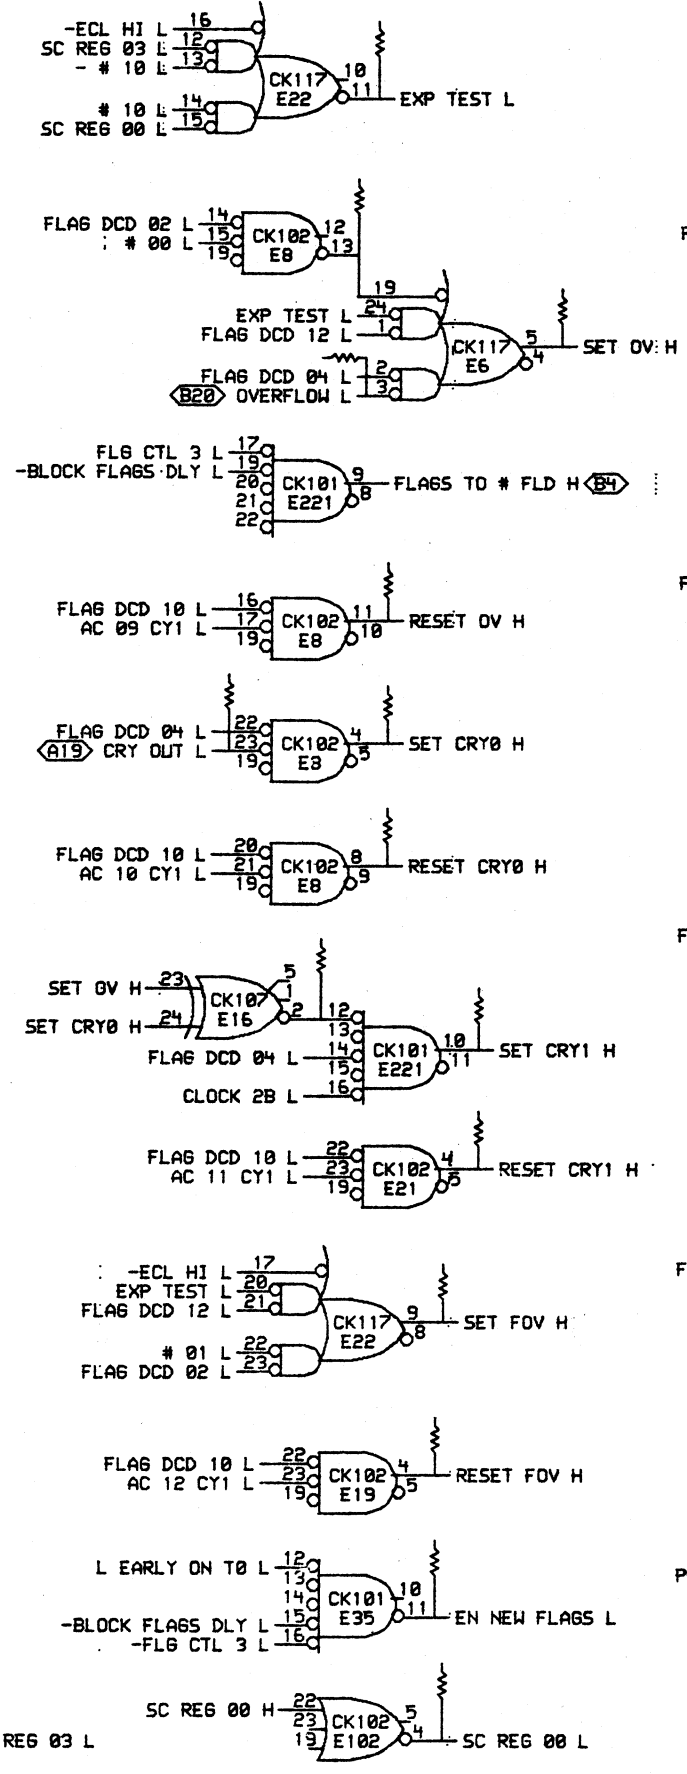 16
-ECL HI L
12
SC REG 03 L
13
- # 10 L
CK117
E22
10
11
EXP TEST L
14
# 10 L
15
SC REG 00 L
14
FLAG DCD 02 L
15
: # 00 L
19
CK102
E8
12
13
19
24
EXP TEST L
1
FLAG DCD 12 L
CK117
E6
5
4
SET OV H
2
FLAG DCD 04 L
3
B20 OVERFLOW L
17
FLG CTL 3 L
19
-BLOCK FLAGS DLY L
20
21
22
CK101
E221
9
8
FLAGS TO # FLD H B4
16
FLAG DCD 10 L
17
AC 09 CY1 L
19
CK102
E8
11
10
RESET OV H
22
FLAG DCD 04 L
23
A19 CRY OUT L
19
CK102
4
5
SET CRY0 H
20
FLAG DCD 10 L
21
AC 10 CY1 L
19
CK102
E8
8
9
RESET CRY0 H
23
SET OV H
24
SET CRY0 H
CK107
E16
5
1
2
12
13
14
FLAG DCD 04 L
15
16
CLOCK 2B L
CK101
E221
10
11
SET CRY1 H
22
FLAG DCD 10 L
23
AC 11 CY1 L
19
CK102
E21
4
5
RESET CRY1 H
17
-ECL HI L
20
EXP TEST L
21
FLAG DCD 12 L
CK117
E22
9
8
SET FOV H
22
# 01 L
23
FLAG DCD 02 L
22
FLAG DCD 10 L
23
AC 12 CY1 L
19
CK102
E19
4
5
RESET FOV H
12
L EARLY ON T0 L
13
14
15
-BLOCK FLAGS DLY L
16
-FLG CTL 3 L
CK101
E35
10
11
EN NEW FLAGS L
22
SC REG 00 H
23
19
CK102
E102
5
4
SC REG 00 L
REG 03 L